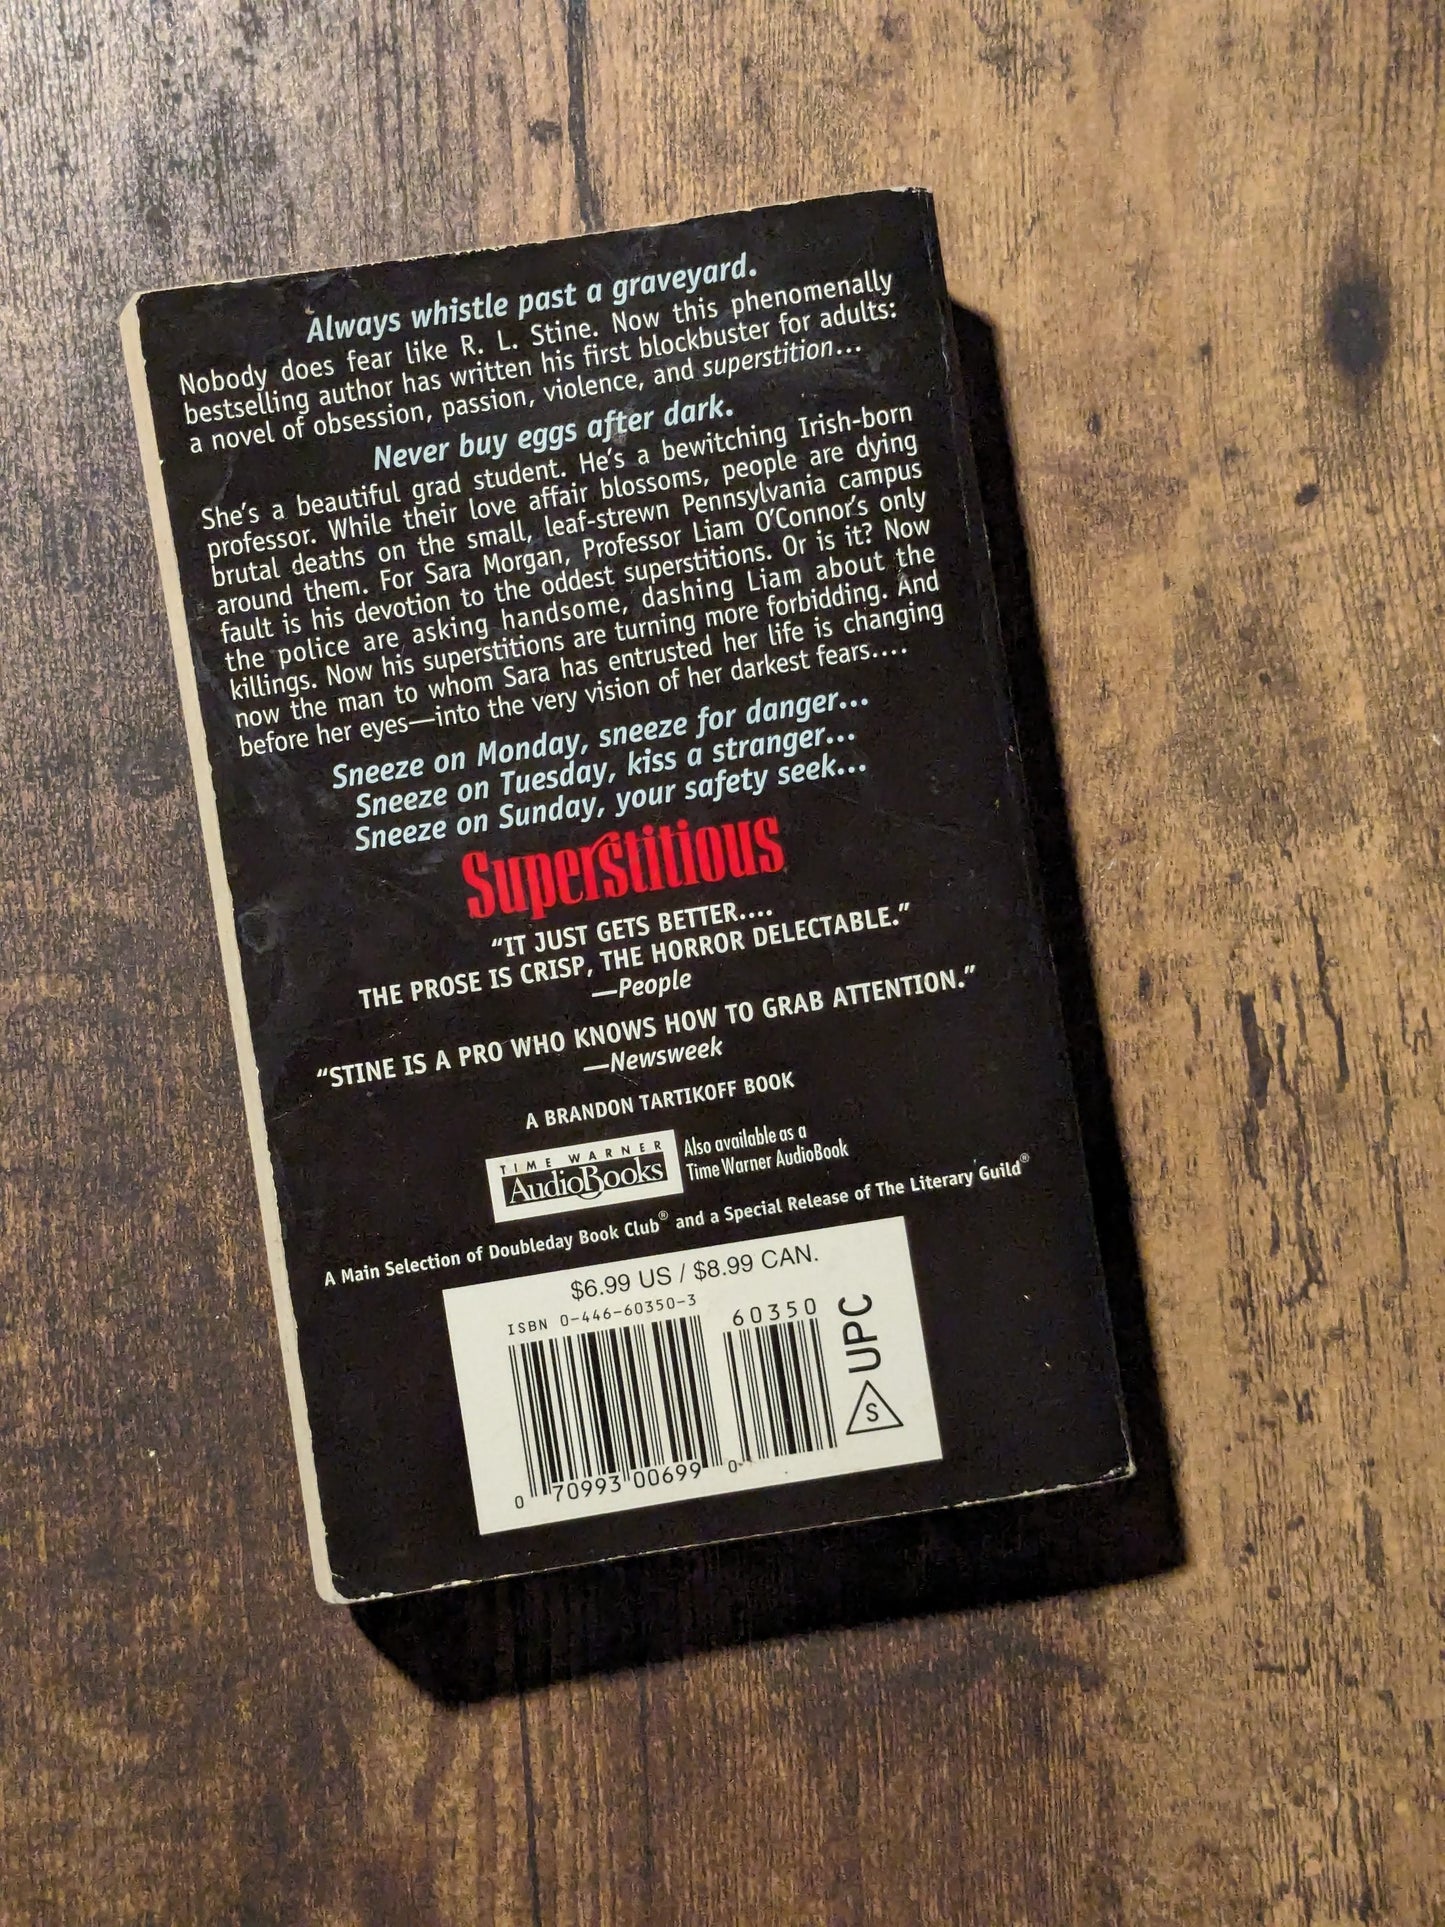 Always whistle past a graveyard.
Nobody does fear like R. L. Stine. Now this phenomenally
bestselling author has written his first blockbuster for adults:
a novel of obsession, passion, violence, and superstition...
Never buy eggs after dark.
She's a beautiful grad student. He's a bewitching Irish-born
professor. While their love affair blossoms, people are dying
brutal deaths on the small, leaf-strewn Pennsylvania campus
around them. For Sara Morgan, Professor Liam O'Connor's only
fault is his devotion to the oddest superstitions. Or is it? Now
the police are asking handsome, dashing Liam about the
killings. Now his superstitions are turning more forbidding. And
now the man to whom Sara has entrusted her life is changing
before her eyes—into the very vision of her darkest fears....
Sneeze on Monday, sneeze for danger...
Sneeze on Tuesday, kiss a stranger...
Sneeze on Sunday, your safety seek...
Superstitious
"IT JUST GETS BETTER....
THE PROSE IS CRISP, THE HORROR DELECTABLE."
—People
"STINE IS A PRO WHO KNOWS HOW TO GRAB ATTENTION."
—Newsweek
A BRANDON TARTIKOFF BOOK
TIME WARNER
AudioBooks
Also available as a
Time Warner AudioBook
A Main Selection of Doubleday Book Club® and a Special Release of The Literary Guild®
$6.99 US / $8.99 CAN.
ISBN 0-446-60350-3
60350
UPC
S
0 70993 00699 0